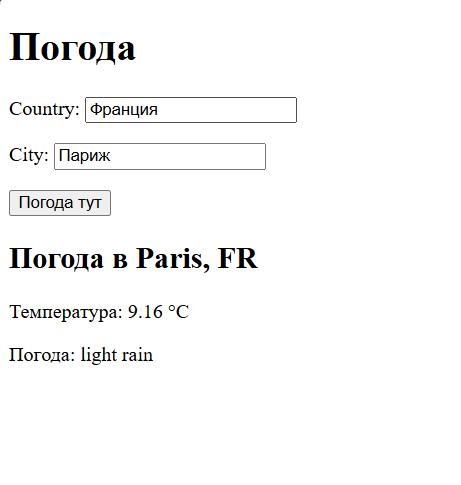 Погода
Country: Франция
City: Париж
Погода тут
Погода в Paris, FR
Температура: 9.16 °C
Погода: light rain